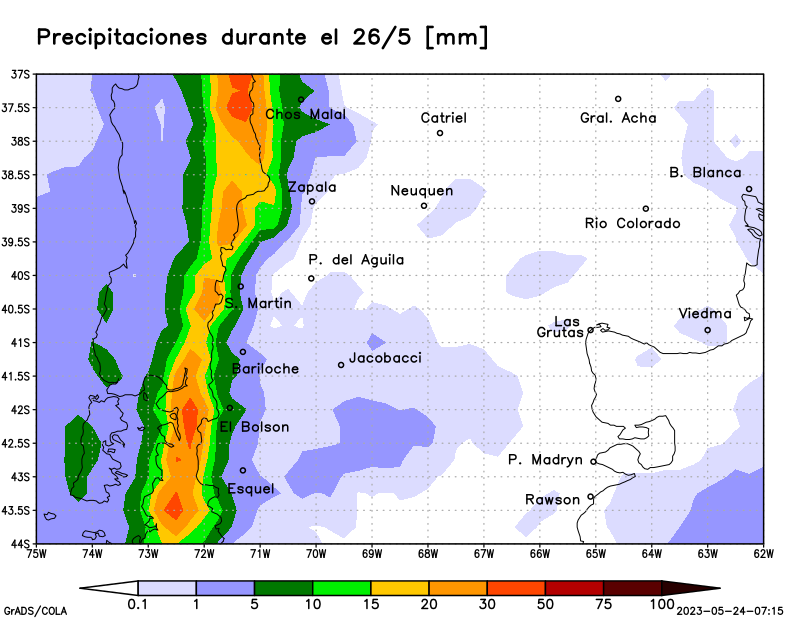 Precipitaciones durante el 26/5 [mm]
37S
37.5S
38S
38.5S
39S
39.5S
40S
40.5S
41S
41.5S
42S
42.5S
43S
43.5S
44S
Chos Malal
Catriel
Gral. Acha
B. Blanca
Zapala
Neuquen
Rio Colorado
P. del Aguila
S. Martin
Viedma
Las
Grutas
Jacobacci
Bariloche
El Bolson
P. Madryn
Esquel
Rawson
75W 74W 73W 72W 71W 70W 69W 68W 67W 66W 65W 64W 63W 62W
0.1 1 5 10 15 20 30 50 75 100
GrADS/COLA
2023-05-24-07:15